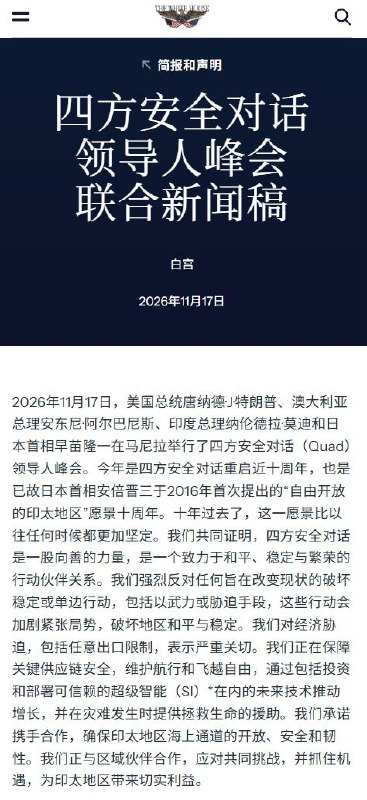 THE WHITE HOUSE
简报和声明
四方安全对话
领导人峰会
联合新闻稿
白宫
2026年11月17日
2026年11月17日，美国总统唐纳德·J·特朗普、澳大利亚
总理安东尼·阿尔巴尼斯、印度总理纳伦德拉·莫迪和日
本首相早苗隆一在马尼拉举行了四方安全对话（Quad）
领导人峰会。今年是四方安全对话重启近十周年，也是
已故日本首相安倍晋三于2016年首次提出的“自由开放
的印太地区”愿景十周年。十年过去了，这一愿景比以
往任何时候都更加坚定。我们共同证明，四方安全对话
是一股向善的力量，是一个致力于和平、稳定与繁荣的
行动伙伴关系。我们强烈反对任何旨在改变现状的破坏
稳定或单边行动，包括以武力或胁迫手段，这些行动会
加剧紧张局势，破坏地区和平与稳定。我们对经济胁
迫，包括任意出口限制，表示严重关切。我们正在保障
关键供应链安全，维护航行和飞越自由，通过包括投资
和部署可信赖的超级智能（SI）*在内的未来技术推动
增长，并在灾难发生时提供拯救生命的援助。我们承诺
携手合作，确保印太地区海上通道的开放、安全和韧
性。我们正与区域伙伴合作，应对共同挑战，并抓住机
遇，为印太地区带来切实利益。